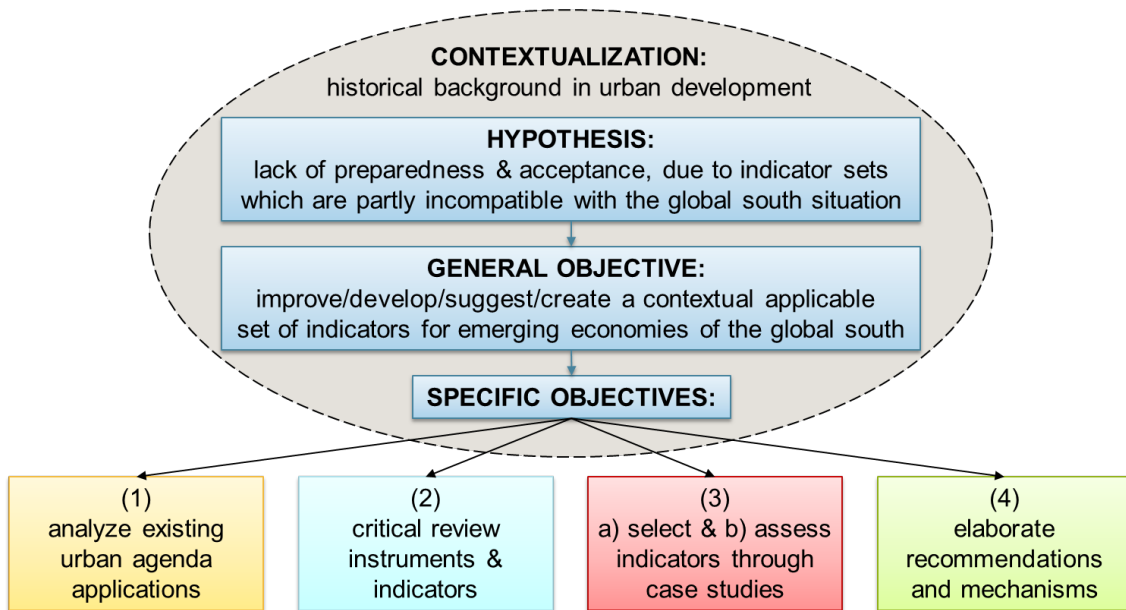 CONTEXTUALIZATION:
historical background in urban development
HYPOTHESIS:
lack of preparedness & acceptance, due to indicator sets
which are partly incompatible with the global south situation
GENERAL OBJECTIVE:
improve/develop/suggest/create a contextual applicable
set of indicators for emerging economies of the global south
SPECIFIC OBJECTIVES:
(1)
analyze existing
urban agenda
applications
(2)
critical review
instruments &
indicators
(3)
a) select & b) assess
indicators through
case studies
(4)
elaborate
recommendations
and mechanisms